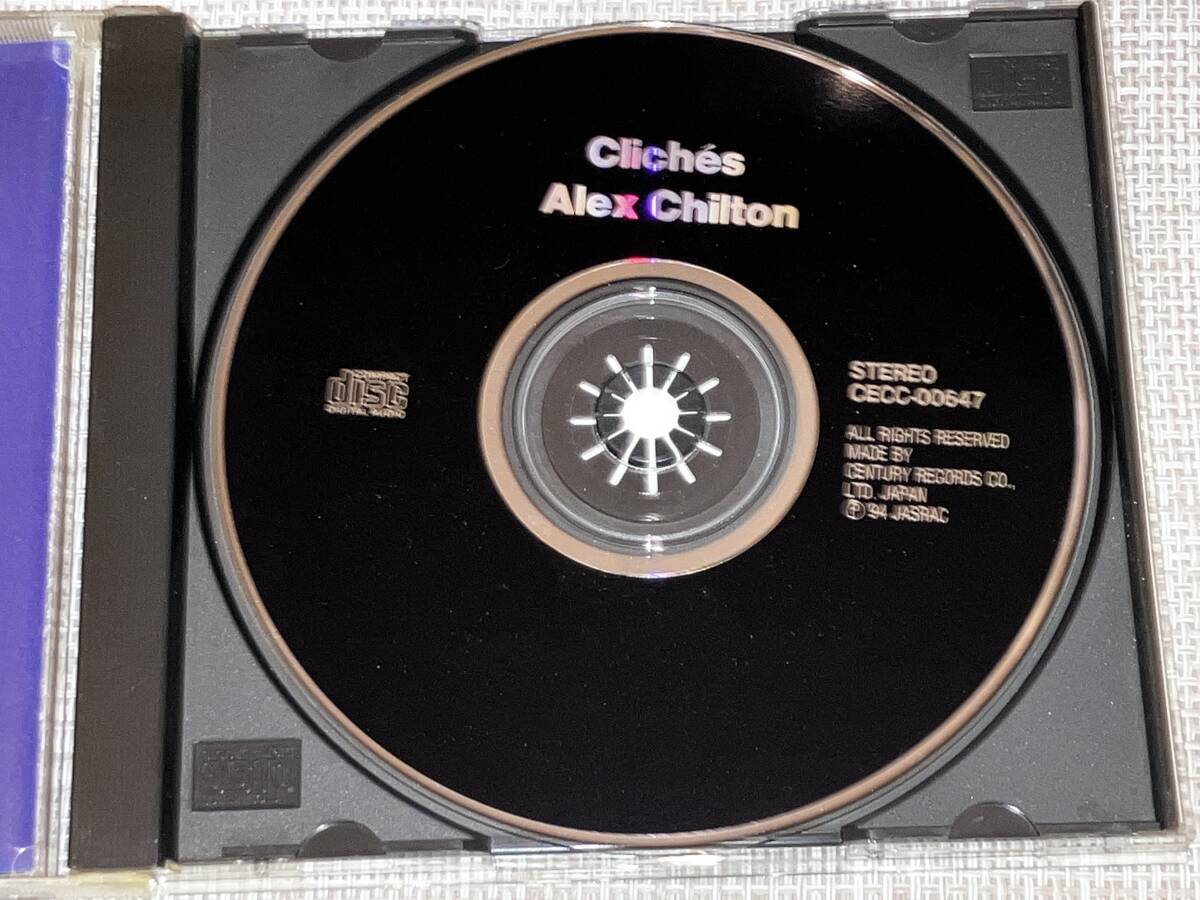 Clichés
Alex Chilton
COMPACT
disc
DIGITAL AUDIO
STEREO
CECC-00647
ALL RIGHTS RESERVED
MADE BY
CENTURY RECORDS CO.,
LTD. JAPAN
Ⓟ '94 JASRAC